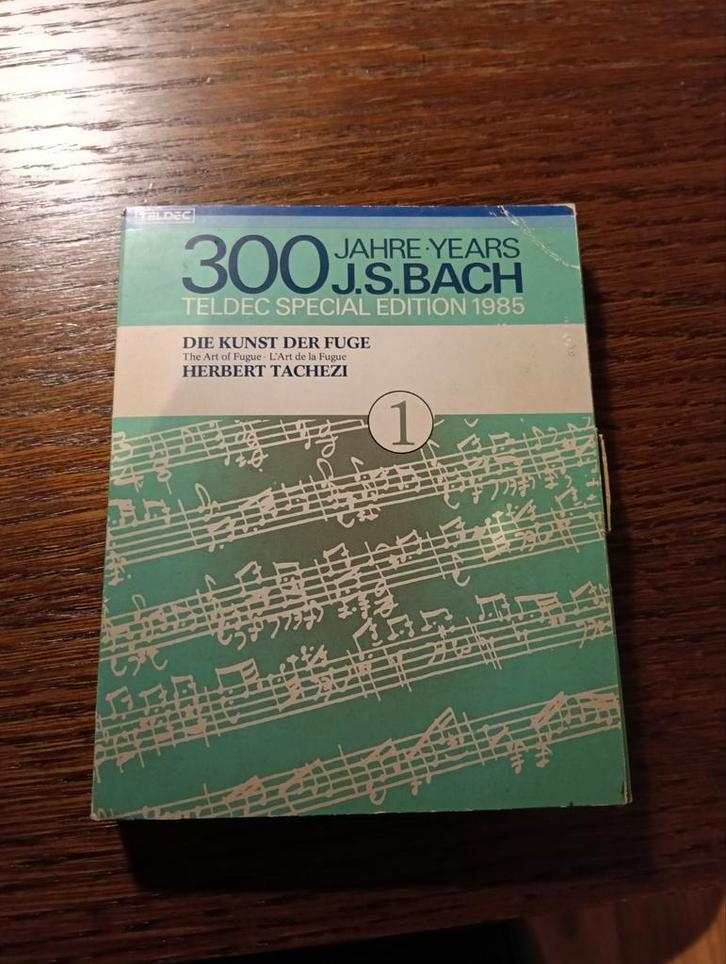 TELDEC
300 JAHRE·YEARS
J.S.BACH
TELDEC SPECIAL EDITION 1985
DIE KUNST DER FUGE
The Art of Fugue · L'Art de la Fugue
HERBERT TACHEZI
1